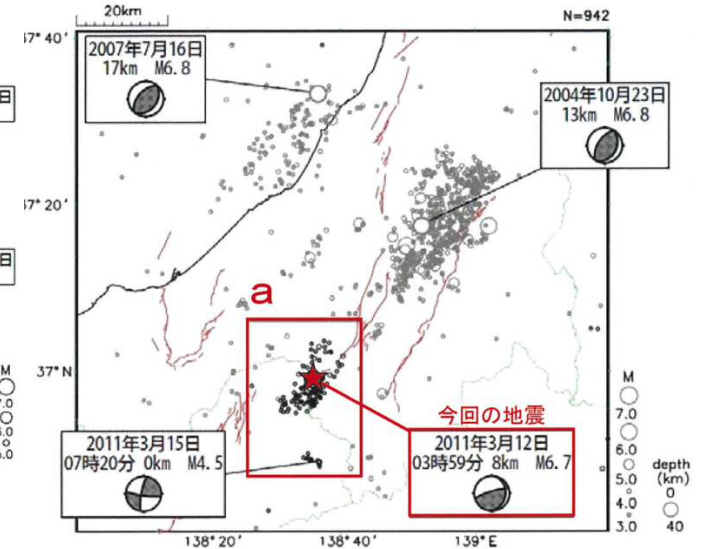 20km
N=942
37°40'
2007年7月16日
17km M6.8
2004年10月23日
13km M6.8
日
37°20'
日
a
37°N
M
7.0
6.0
5.0
4.0
3.0
depth
(km)
0
40
今回の地震
2011年3月15日
07時20分 0km M4.5
2011年3月12日
03時59分 8km M6.7
138°20'
138°40'
139°E